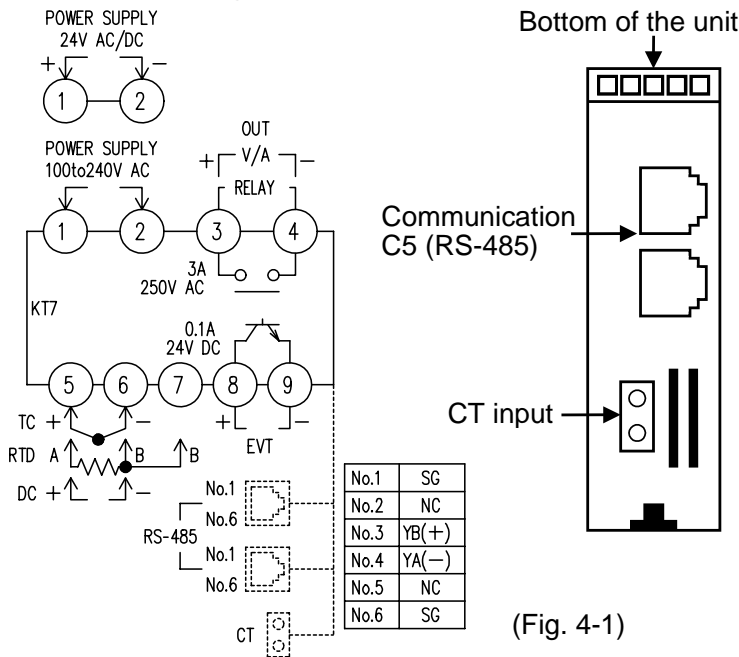 POWER SUPPLY
24V AC/DC
+ −
1 2
POWER SUPPLY
100to240V AC
OUT
+ V/A −
RELAY
1 2 3 4
3A
250V AC
KT7
0.1A
24V DC
5 6 7 8 9
TC + −
+ −
EVT
RTD A B B
DC + −
No.1
No.6
RS-485
No.1
No.6
CT
No.1 SG
No.2 NC
No.3 YB(+)
No.4 YA(−)
No.5 NC
No.6 SG
Bottom of the unit
Communication
C5 (RS-485)
CT input
(Fig. 4-1)